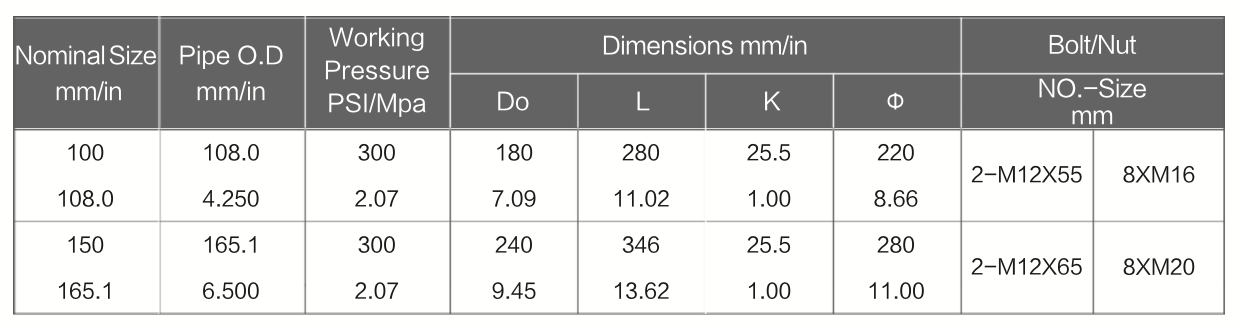 Nominal Size
mm/in
Pipe O.D
mm/in
Working
Pressure
PSI/Mpa
Dimensions mm/in
Bolt/Nut
Do L K Φ
NO.-Size
mm
100 108.0 300 180 280 25.5 220
108.0 4.250 2.07 7.09 11.02 1.00 8.66
2-M12X55 8XM16
150 165.1 300 240 346 25.5 280
165.1 6.500 2.07 9.45 13.62 1.00 11.00
2-M12X65 8XM20